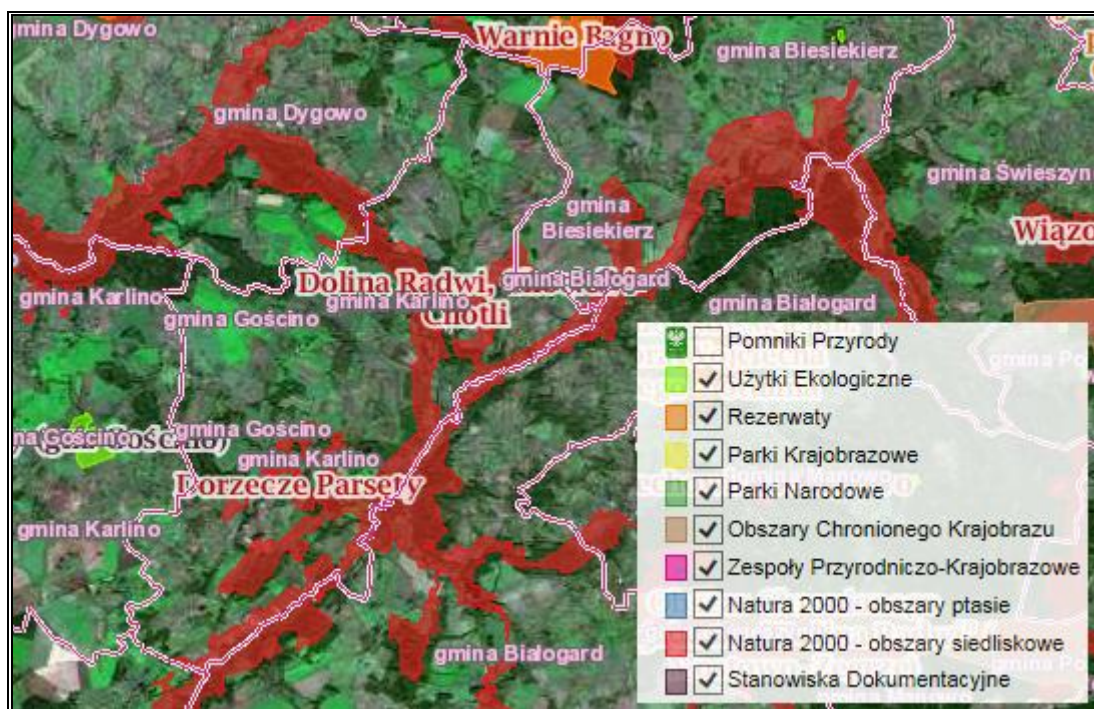 gmina Dygowo
Warnie Bagno
gmina Biesiekierz
gmina Dygowo
gmina Świeszyn
gmina
Biesiekierz
Wiązo
Dolina Radwi,
gmina Białogard
gmina Karlino
gmina Karlino
Chotli
gmina Białogard
gmina Gościno
Pomniki Przyrody
Użytki Ekologiczne
Rezerwaty
na Gościno
gmina Gościno
Parki Krajobrazowe
gmina Karlino
Dorzecze Parsęty
Parki Narodowe
gmina Karlino
Obszary Chronionego Krajobrazu
Zespoły Przyrodniczo-Krajobrazowe
Natura 2000 - obszary ptasie
Natura 2000 - obszary siedliskowe
gmina Białogard
Stanowiska Dokumentacyjne